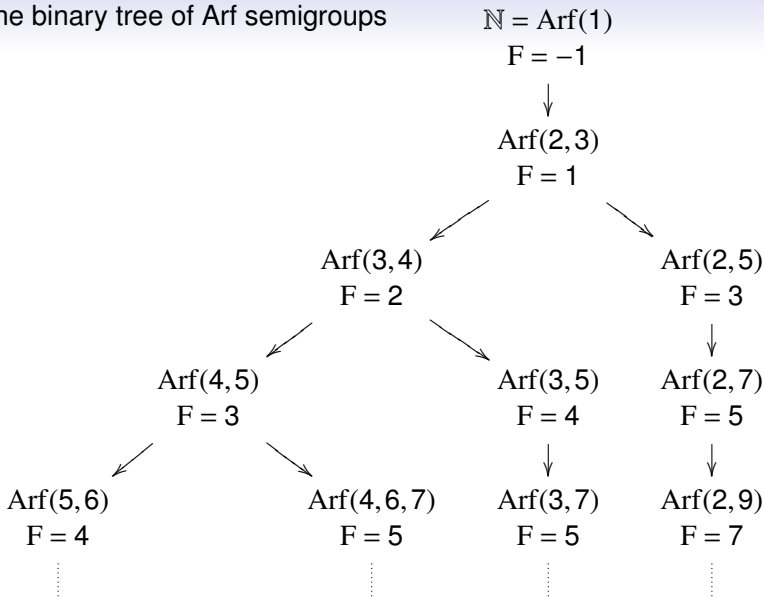 he binary tree of Arf semigroups
ℕ = Arf(1)
F = −1
Arf(2,3)
F = 1
Arf(3,4)
F = 2
Arf(2,5)
F = 3
Arf(4,5)
F = 3
Arf(3,5)
F = 4
Arf(2,7)
F = 5
Arf(5,6)
F = 4
Arf(4,6,7)
F = 5
Arf(3,7)
F = 5
Arf(2,9)
F = 7